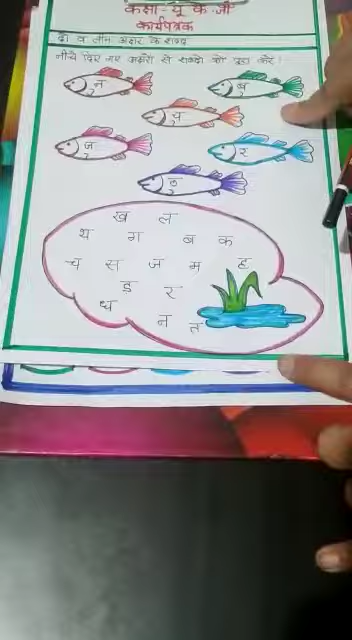 कक्षा-यू के जी
कार्यपत्रक
दो व तीन अक्षर के शब्द
नीचे दिए गए अक्षरों से शब्दों को पूरा करें।
न
ब
प
ज
र
ठ
ख ल
थ ग ब क
च स ज म ह
ड र
ध
न त